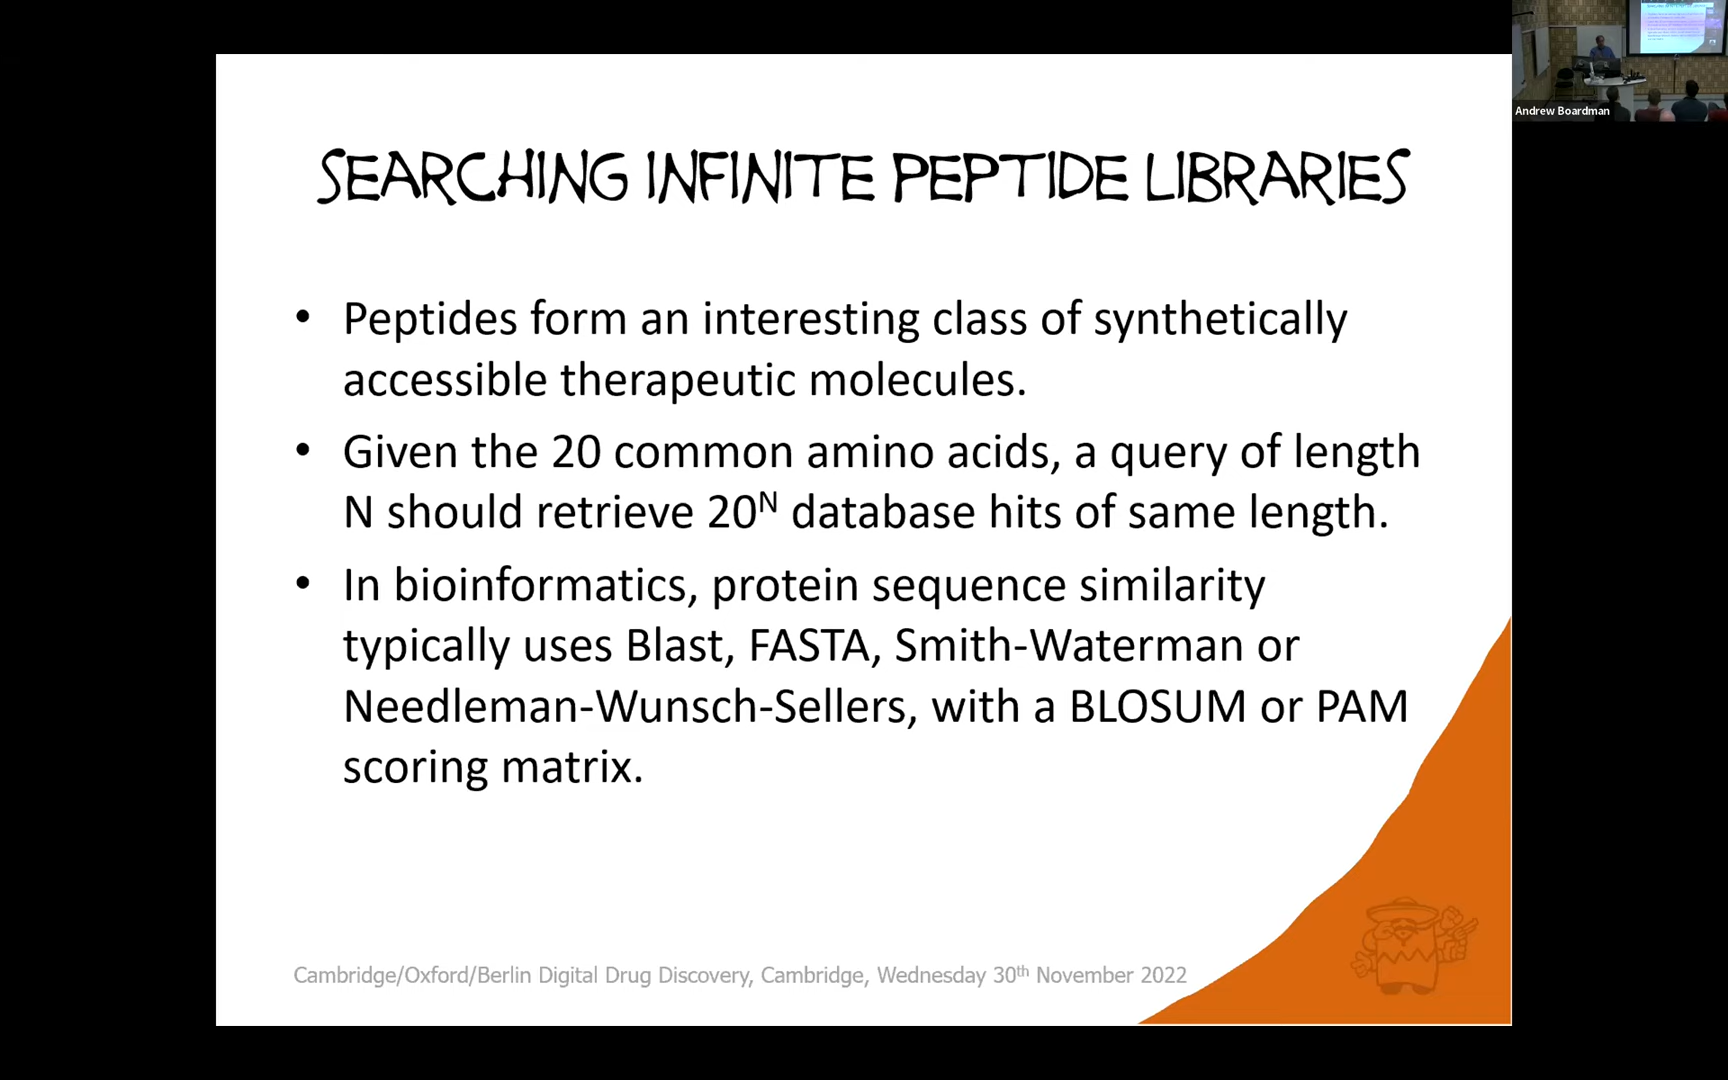 SEARCHING INFINITE PEPTIDE LIBRARIES
• Peptides form an interesting class of synthetically
accessible therapeutic molecules.
• Given the 20 common amino acids, a query of length
N should retrieve 20ᴺ database hits of same length.
• In bioinformatics, protein sequence similarity
typically uses Blast, FASTA, Smith-Waterman or
Needleman-Wunsch-Sellers, with a BLOSUM or PAM
scoring matrix.
Cambridge/Oxford/Berlin Digital Drug Discovery, Cambridge, Wednesday 30th November 2022
Andrew Boardman